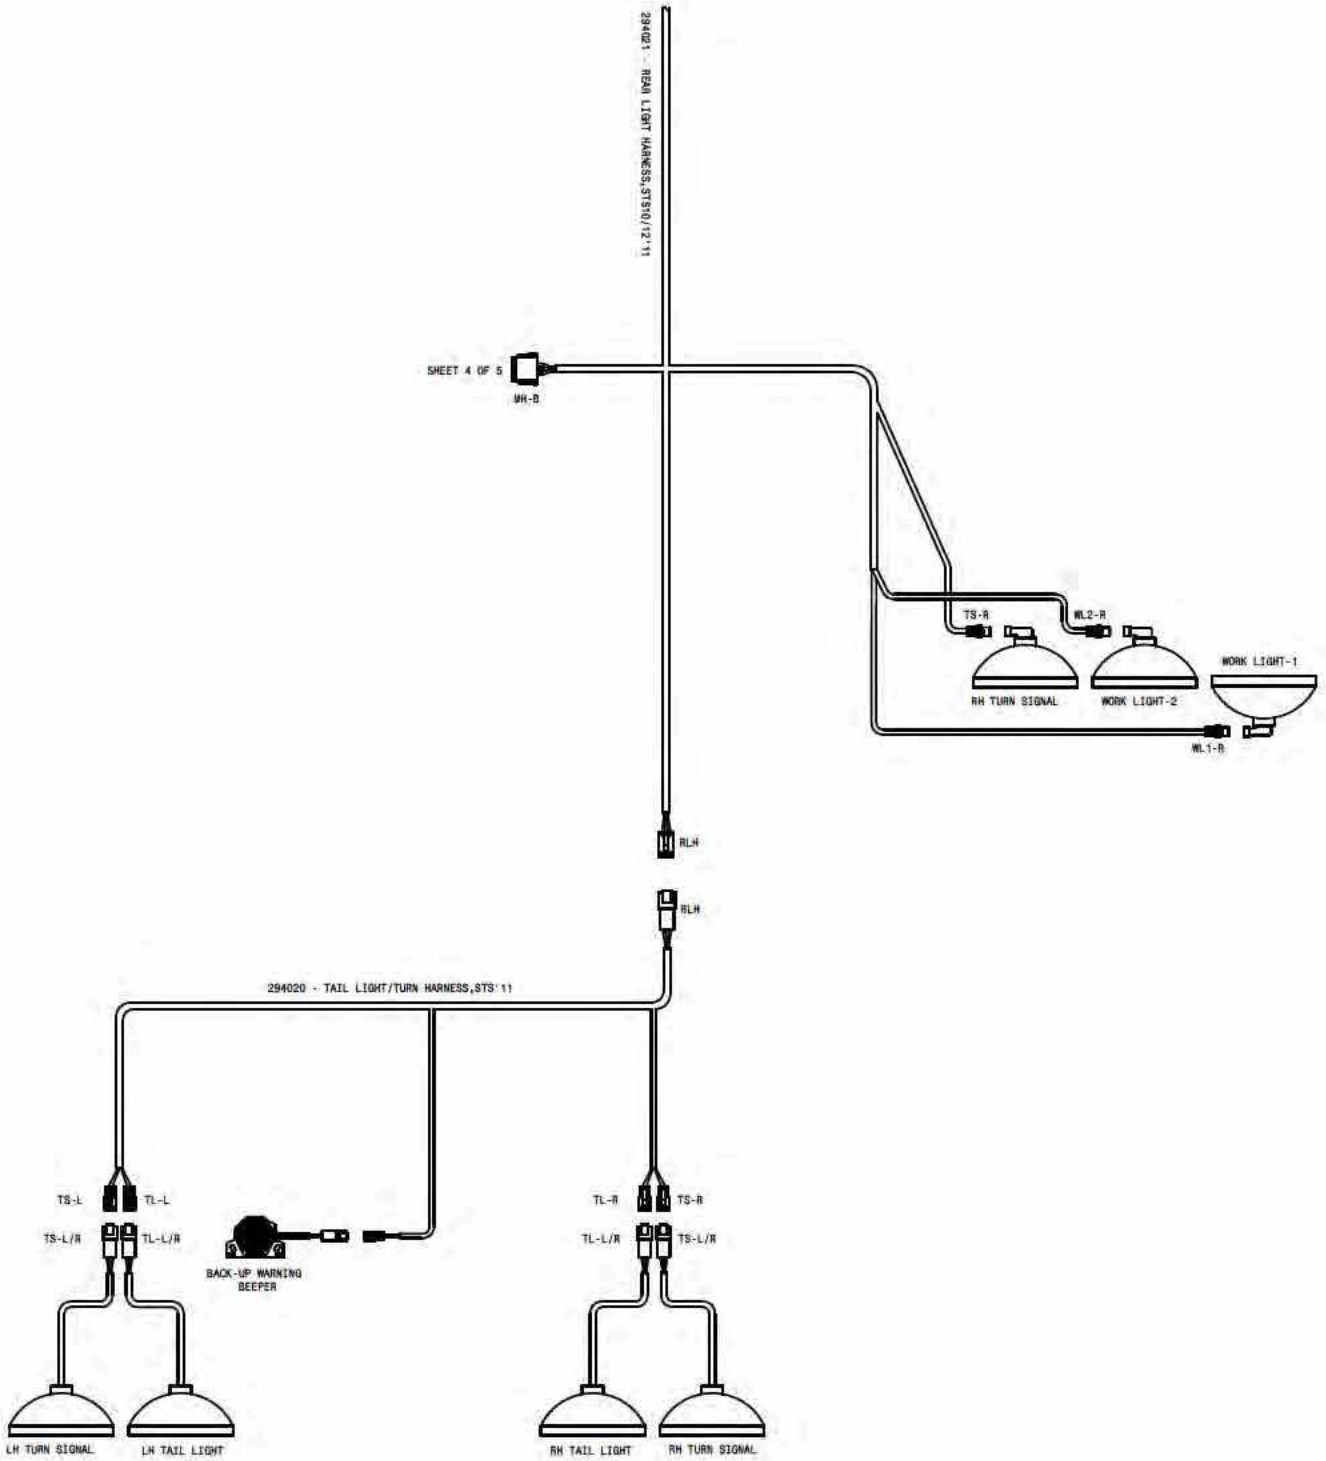 294021 - REAR LIGHT HARNESS,STS10/12'11
SHEET 4 OF 5
MH-B
TS-R
WL2-R
WORK LIGHT-1
RH TURN SIGNAL
WORK LIGHT-2
WL1-R
RLH
RLH
294020 - TAIL LIGHT/TURN HARNESS,STS'11
TS-L
TL-L
TL-R
TS-R
TS-L/R
TL-L/R
TL-L/R
TS-L/R
BACK-UP WARNING
BEEPER
LH TURN SIGNAL
LH TAIL LIGHT
RH TAIL LIGHT
RH TURN SIGNAL